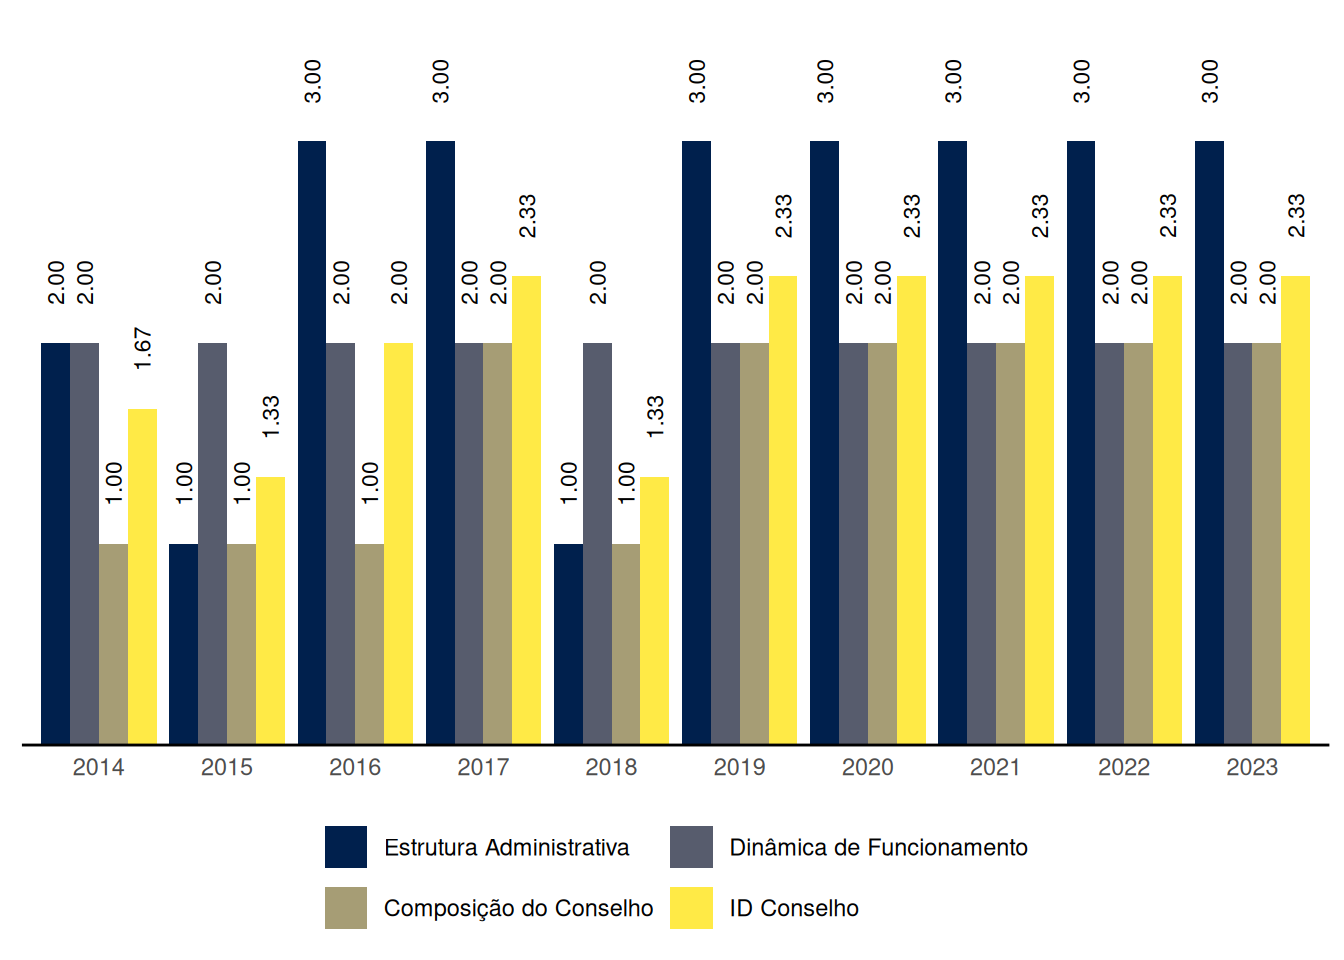 3.00 3.00 3.00 3.00 3.00 3.00 3.00
2.33 2.33 2.33 2.33 2.33 2.33
2.00 2.00 2.00 2.00 2.00 2.00 2.00 2.00 2.00 2.00 2.00 2.00 2.00 2.00 2.00 2.00 2.00 2.00
1.67 1.33 1.33
1.00 1.00 1.00 1.00 1.00 1.00
2014 2015 2016 2017 2018 2019 2020 2021 2022 2023
Estrutura Administrativa Dinâmica de Funcionamento
Composição do Conselho ID Conselho